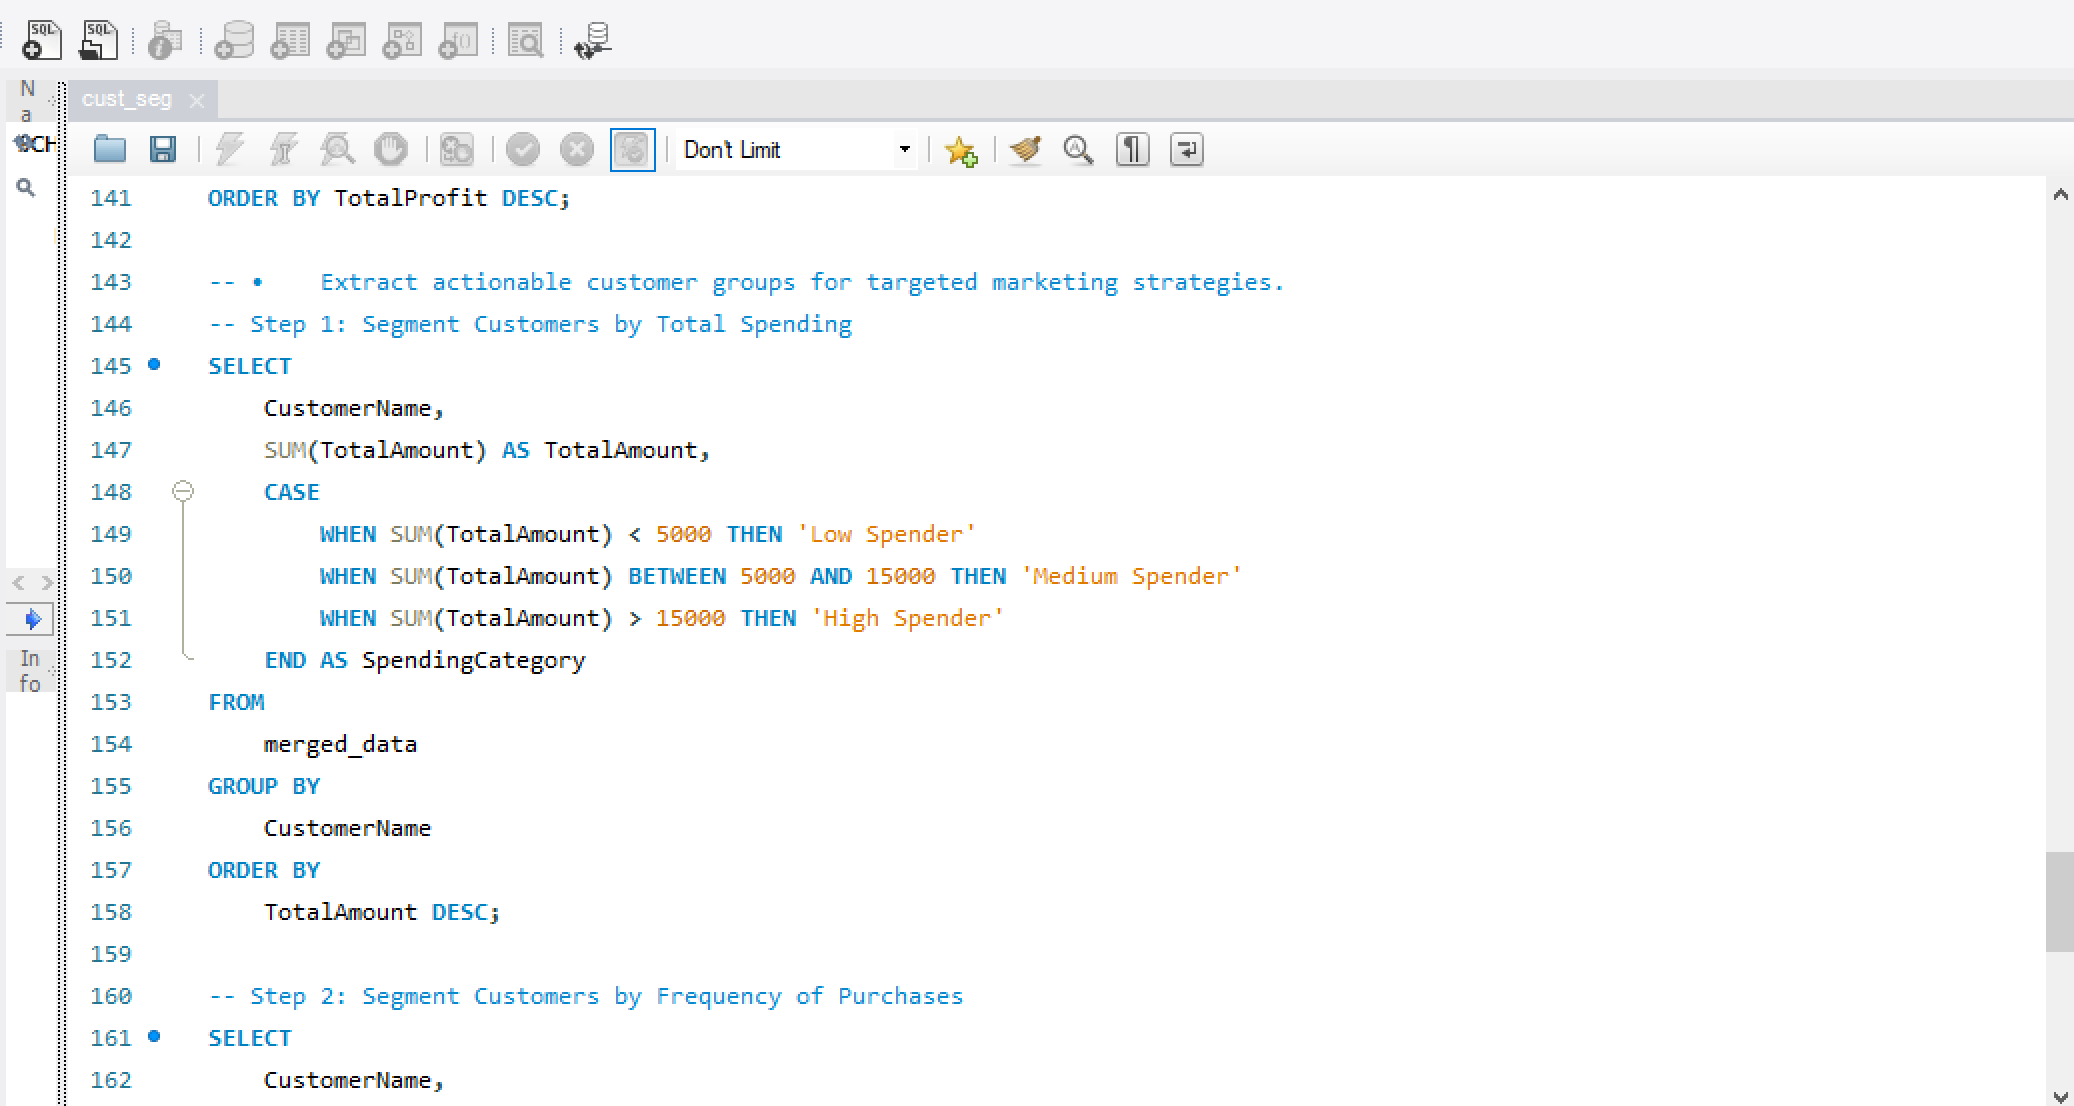 SQL
SQL
f()
N
a
cust_seg
SCH
Don't Limit
141 ORDER BY TotalProfit DESC;
142
143 -- • Extract actionable customer groups for targeted marketing strategies.
144 -- Step 1: Segment Customers by Total Spending
145 SELECT
146 CustomerName,
147 SUM(TotalAmount) AS TotalAmount,
148 CASE
149 WHEN SUM(TotalAmount) < 5000 THEN 'Low Spender'
150 WHEN SUM(TotalAmount) BETWEEN 5000 AND 15000 THEN 'Medium Spender'
151 WHEN SUM(TotalAmount) > 15000 THEN 'High Spender'
152 END AS SpendingCategory
In
fo
153 FROM
154 merged_data
155 GROUP BY
156 CustomerName
157 ORDER BY
158 TotalAmount DESC;
159
160 -- Step 2: Segment Customers by Frequency of Purchases
161 SELECT
162 CustomerName,